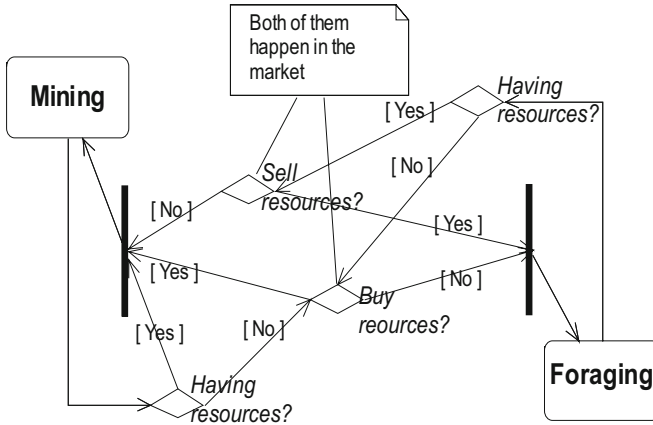 Both of them
happen in the
market
Mining
Having
resources?
[ Yes ]
[ No ]
Sell
resources?
[ No ]
[ Yes ]
[ Yes ]
[ No ]
Buy
reources?
[ Yes ]
[ No ]
Having
resources?
Foraging